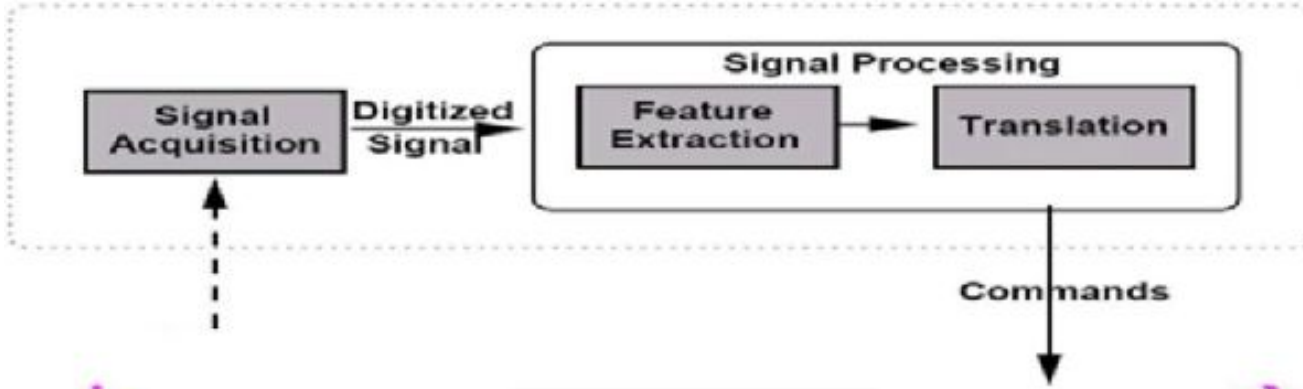 Signal Processing
Signal
Acquisition
Digitized
Signal
Feature
Extraction
Translation
Commands